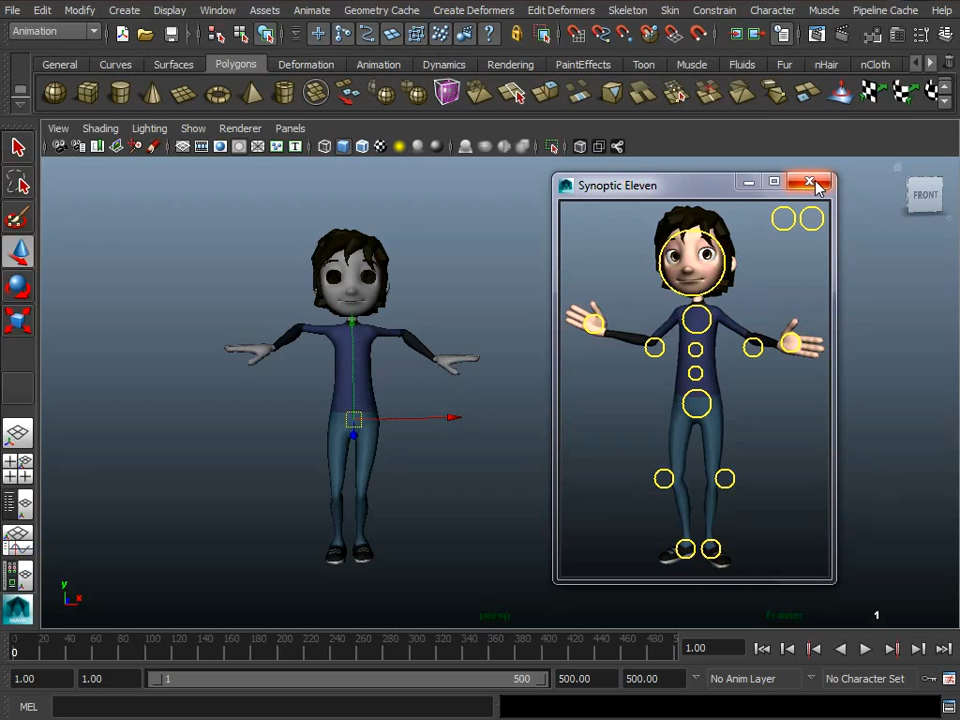 File Edit Modify Create Display Window Assets Animate Geometry Cache Create Deformers Edit Deformers Skeleton Skin Constrain Character Muscle Pipeline Cache Help
Animation
General Curves Surfaces Polygons Deformation Animation Dynamics Rendering PaintEffects Toon Muscle Fluids Fur nHair nCloth
View Shading Lighting Show Renderer Panels
Synoptic Eleven
FRONT
y
x
persp Frame: 1
0 20 40 60 80 100 120 140 160 180 200 220 240 260 280 300 320 340 360 380 400 420 440 460 480 5
0
1.00
1.00 1.00 1 500 500.00 500.00 No Anim Layer No Character Set
MEL